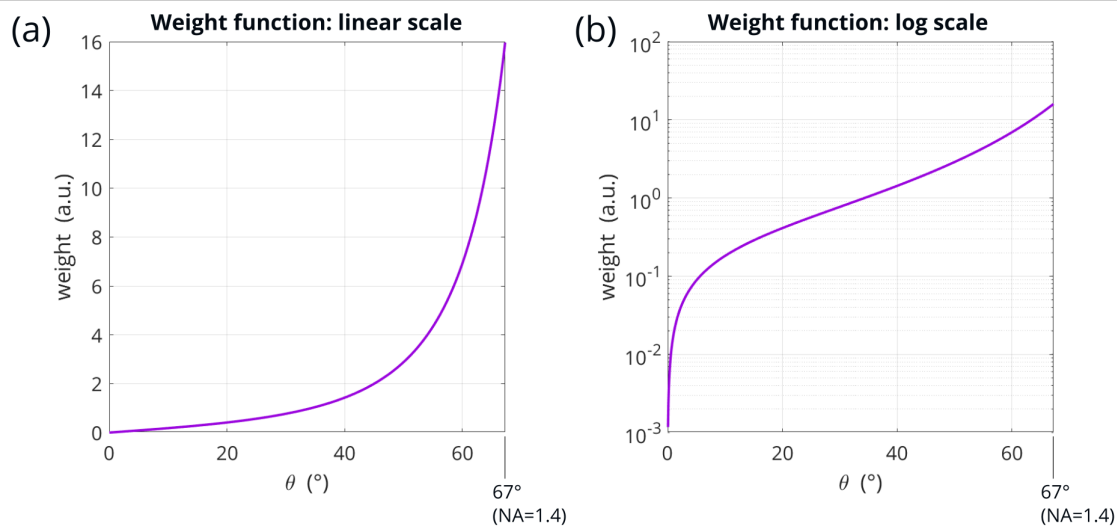 (a)
Weight function: linear scale
16
14
12
10
8
6
4
2
0
weight (a.u.)
0 20 40 60
θ (°)
67°
(NA=1.4)
(b)
Weight function: log scale
10²
10¹
10⁰
10⁻¹
10⁻²
10⁻³
weight (a.u.)
0 20 40 60
θ (°)
67°
(NA=1.4)